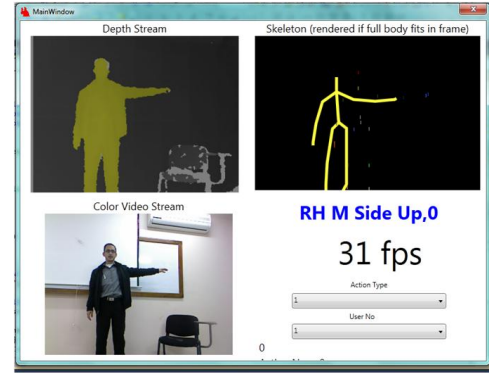 MainWindow
Depth Stream
Skeleton (rendered if full body fits in frame)
Color Video Stream
RH M Side Up,0
31 fps
Action Type
1
User No
1
0